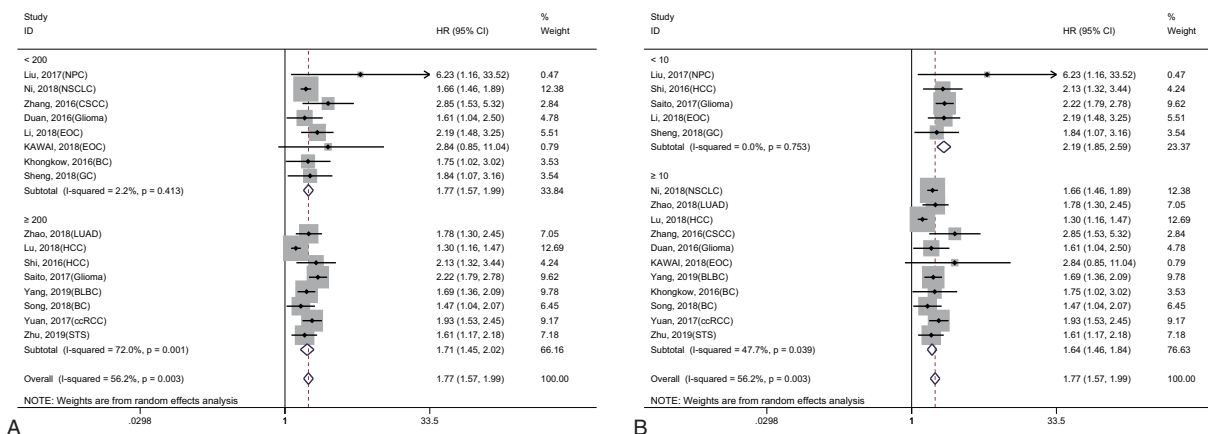 Study %
ID HR (95% CI) Weight
< 200
Liu, 2017(NPC) 6.23 (1.16, 33.52) 0.47
Ni, 2018(NSCLC) 1.66 (1.46, 1.89) 12.38
Zhang, 2016(CSCC) 2.85 (1.53, 5.32) 2.84
Duan, 2016(Glioma) 1.61 (1.04, 2.50) 4.78
Li, 2018(EOC) 2.19 (1.48, 3.25) 5.51
KAWAI, 2018(EOC) 2.84 (0.85, 11.04) 0.79
Khongkow, 2016(BC) 1.75 (1.02, 3.02) 3.53
Sheng, 2018(GC) 1.84 (1.07, 3.16) 3.54
Subtotal (I-squared = 2.2%, p = 0.413) 1.77 (1.57, 1.99) 33.84
≥ 200
Zhao, 2018(LUAD) 1.78 (1.30, 2.45) 7.05
Lu, 2018(HCC) 1.30 (1.16, 1.47) 12.69
Shi, 2016(HCC) 2.13 (1.32, 3.44) 4.24
Saito, 2017(Glioma) 2.22 (1.79, 2.78) 9.62
Yang, 2019(BLBC) 1.69 (1.36, 2.09) 9.78
Song, 2018(BC) 1.47 (1.04, 2.07) 6.45
Yuan, 2017(ccRCC) 1.93 (1.53, 2.45) 9.17
Zhu, 2019(STS) 1.61 (1.17, 2.18) 7.18
Subtotal (I-squared = 72.0%, p = 0.001) 1.71 (1.45, 2.02) 66.16
Overall (I-squared = 56.2%, p = 0.003) 1.77 (1.57, 1.99) 100.00
NOTE: Weights are from random effects analysis
.0298 1 33.5
A
Study %
ID HR (95% CI) Weight
< 10
Liu, 2017(NPC) 6.23 (1.16, 33.52) 0.47
Shi, 2016(HCC) 2.13 (1.32, 3.44) 4.24
Saito, 2017(Glioma) 2.22 (1.79, 2.78) 9.62
Li, 2018(EOC) 2.19 (1.48, 3.25) 5.51
Sheng, 2018(GC) 1.84 (1.07, 3.16) 3.54
Subtotal (I-squared = 0.0%, p = 0.753) 2.19 (1.85, 2.59) 23.37
≥ 10
Ni, 2018(NSCLC) 1.66 (1.46, 1.89) 12.38
Zhao, 2018(LUAD) 1.78 (1.30, 2.45) 7.05
Lu, 2018(HCC) 1.30 (1.16, 1.47) 12.69
Zhang, 2016(CSCC) 2.85 (1.53, 5.32) 2.84
Duan, 2016(Glioma) 1.61 (1.04, 2.50) 4.78
KAWAI, 2018(EOC) 2.84 (0.85, 11.04) 0.79
Yang, 2019(BLBC) 1.69 (1.36, 2.09) 9.78
Khongkow, 2016(BC) 1.75 (1.02, 3.02) 3.53
Song, 2018(BC) 1.47 (1.04, 2.07) 6.45
Yuan, 2017(ccRCC) 1.93 (1.53, 2.45) 9.17
Zhu, 2019(STS) 1.61 (1.17, 2.18) 7.18
Subtotal (I-squared = 47.7%, p = 0.039) 1.64 (1.46, 1.84) 76.63
Overall (I-squared = 56.2%, p = 0.003) 1.77 (1.57, 1.99) 100.00
NOTE: Weights are from random effects analysis
.0298 1 33.5
B